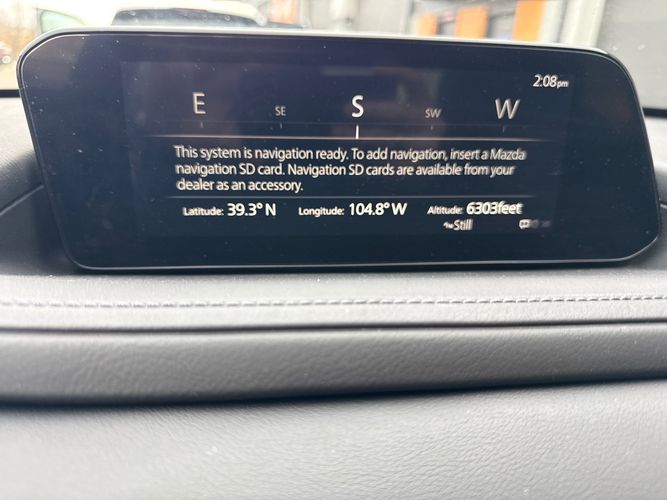 2:08pm
E SE S SW W
This system is navigation ready. To add navigation, insert a Mazda
navigation SD card. Navigation SD cards are available from your
dealer as an accessory.
Latitude: 39.3° N Longitude: 104.8° W Altitude: 6303feet
Still